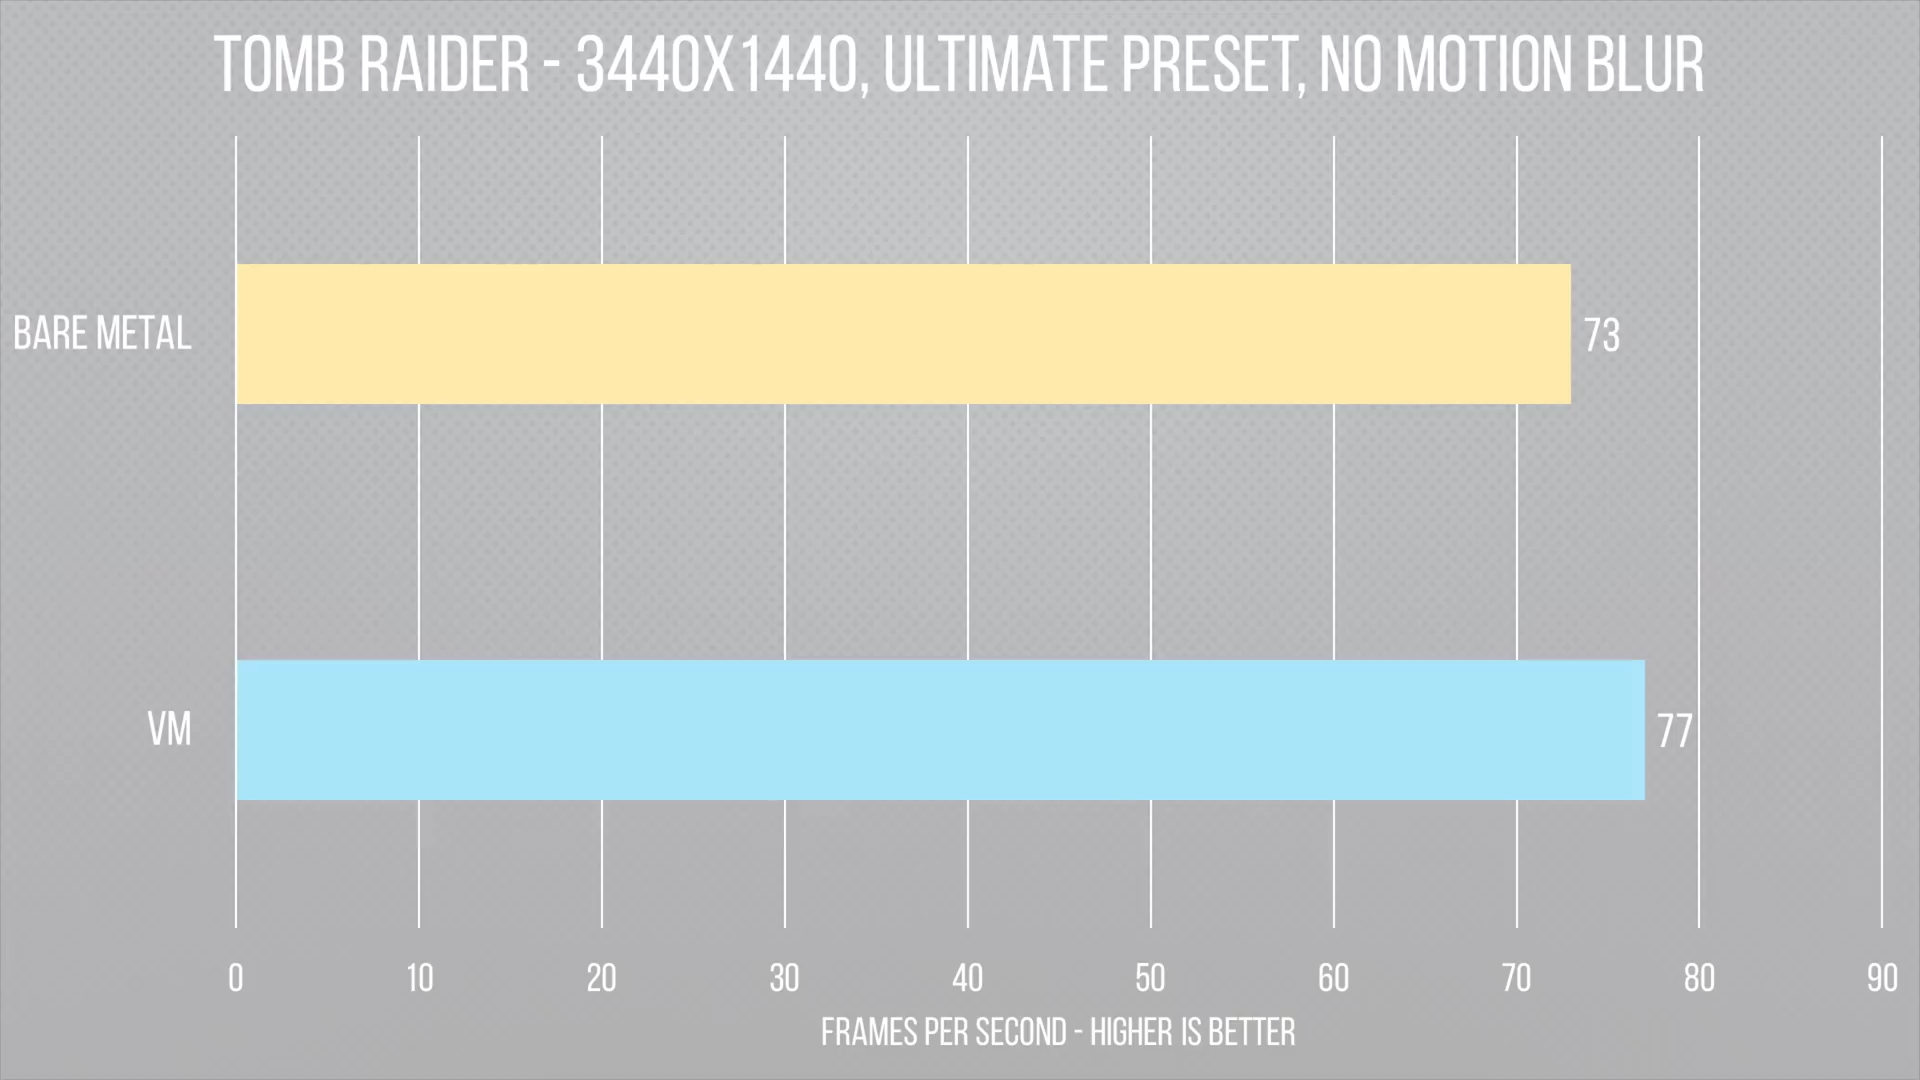 TOMB RAIDER - 3440X1440, ULTIMATE PRESET, NO MOTION BLUR
BARE METAL
73
VM
77
0 10 20 30 40 50 60 70 80 90
FRAMES PER SECOND - HIGHER IS BETTER